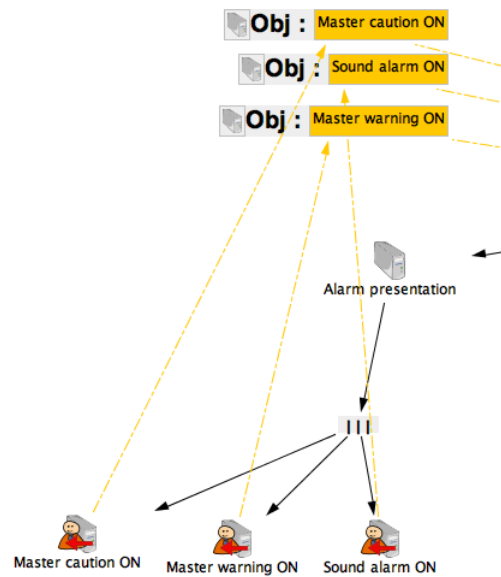 Obj : Master caution ON
Obj : Sound alarm ON
Obj : Master warning ON
Alarm presentation
|||
Master caution ON
Master warning ON
Sound alarm ON